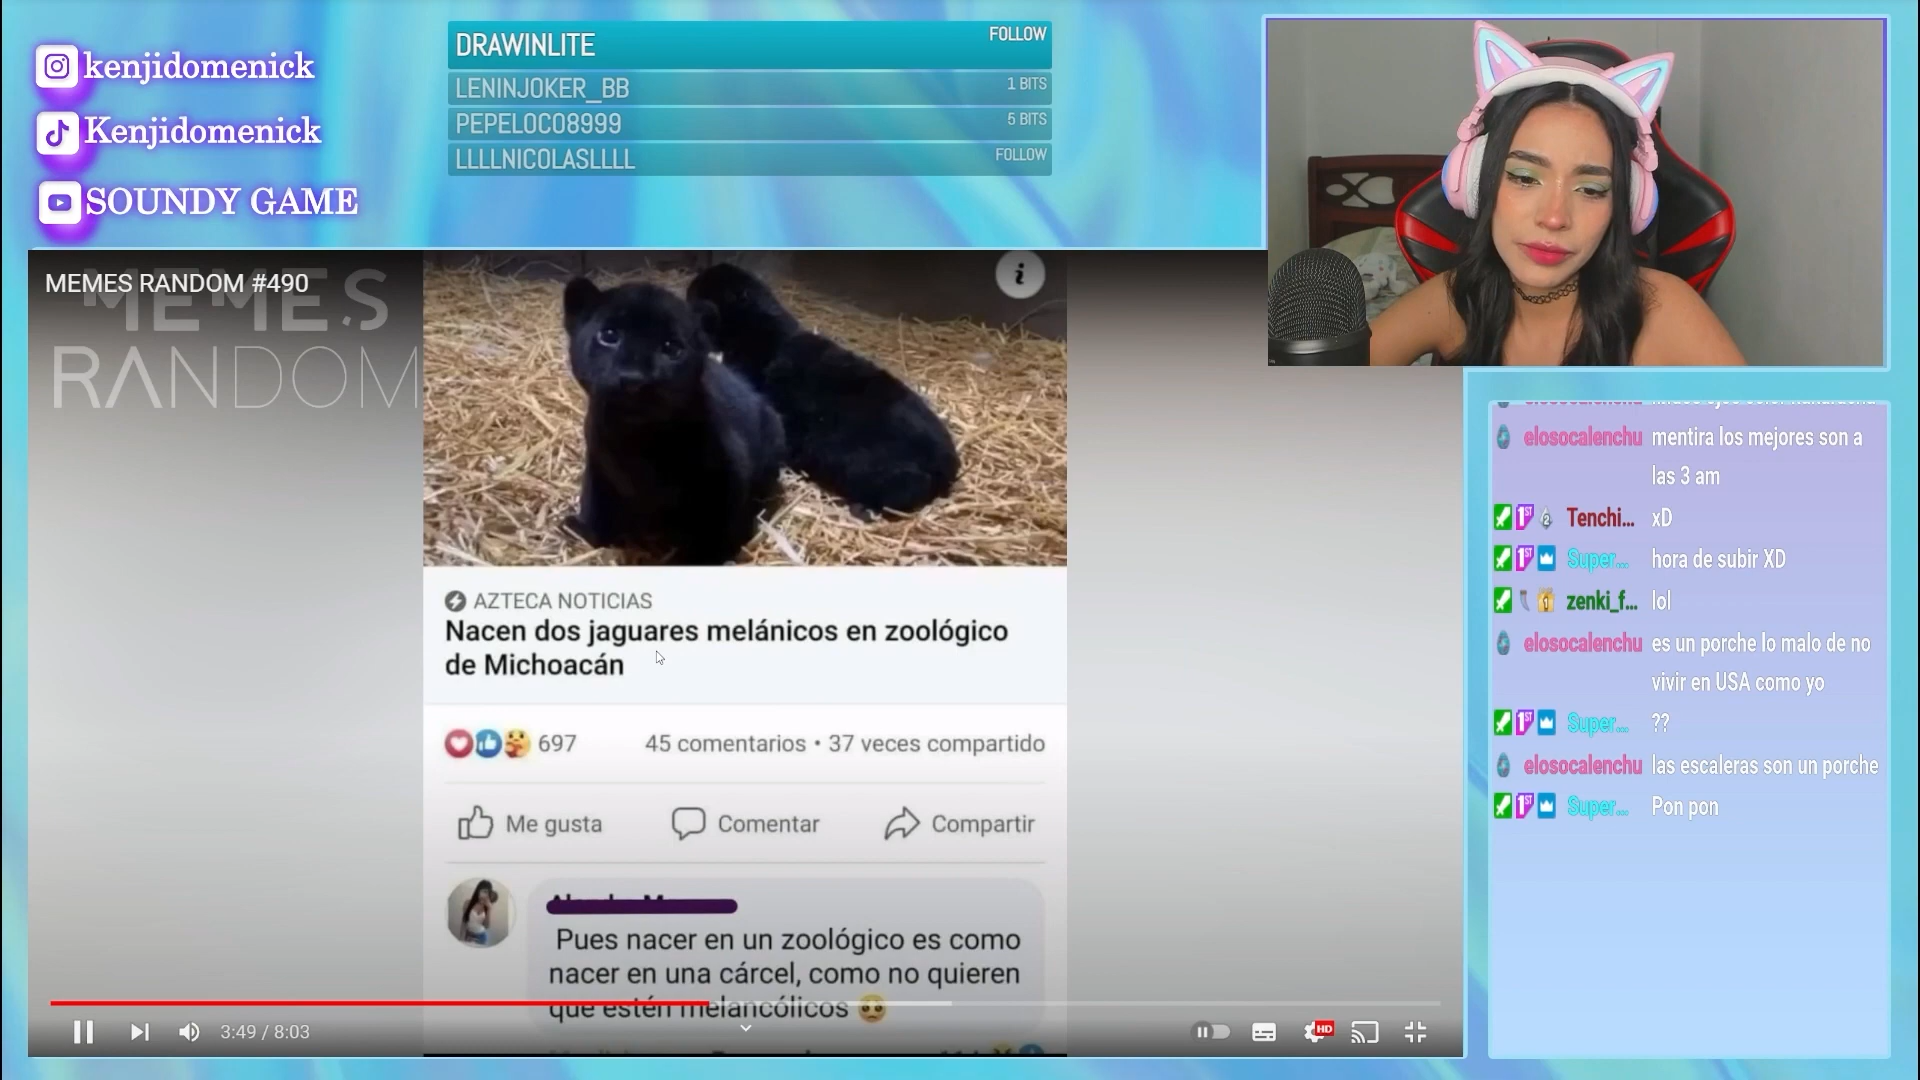 kenjidomenick
Kenjidomenick
SOUNDY GAME
DRAWINLITE FOLLOW
LENINJOKER_BB 1 BITS
PEPELOCO8999 5 BITS
LLLLNICOLASLLLL FOLLOW
MEMES RANDOM #490
MEMES
RANDOM
AZTECA NOTICIAS
Nacen dos jaguares melánicos en zoológico
de Michoacán
697 45 comentarios • 37 veces compartido
Me gusta Comentar Compartir
Pues nacer en un zoológico es como
nacer en una cárcel, como no quieren
que estén melancólicos
3:49 / 8:03
HD
elosocalenchu mentira los mejores son a
las 3 am
Tenchi... xD
Super... hora de subir XD
zenki_f... lol
elosocalenchu es un porche lo malo de no
vivir en USA como yo
Super... ??
elosocalenchu las escaleras son un porche
Super... Pon pon